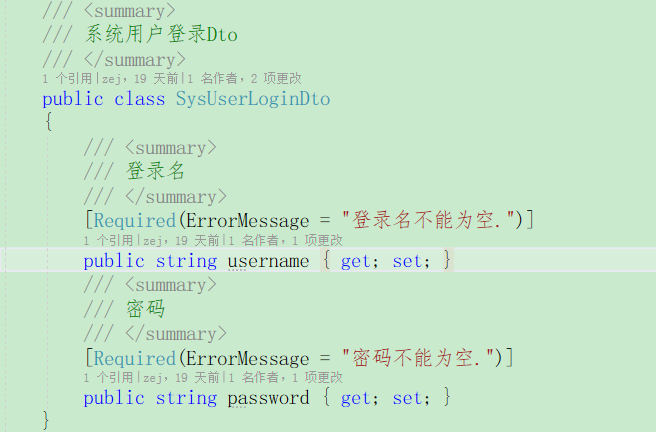 /// <summary>
/// 系统用户登录Dto
/// </summary>
1 个引用|zej，19 天前|1 名作者，2 项更改
public class SysUserLoginDto
{
/// <summary>
/// 登录名
/// </summary>
[Required(ErrorMessage = "登录名不能为空.")]
1 个引用|zej，19 天前|1 名作者，1 项更改
public string username { get; set; }
/// <summary>
/// 密码
/// </summary>
[Required(ErrorMessage = "密码不能为空.")]
1 个引用|zej，19 天前|1 名作者，1 项更改
public string password { get; set; }
}